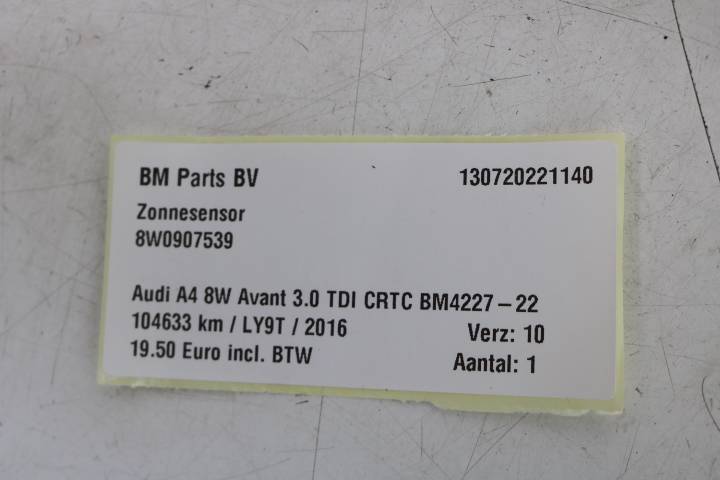 BM Parts BV 130720221140
Zonnesensor
8W0907539
Audi A4 8W Avant 3.0 TDI CRTC BM4227-22
104633 km / LY9T / 2016 Verz: 10
19.50 Euro incl. BTW Aantal: 1